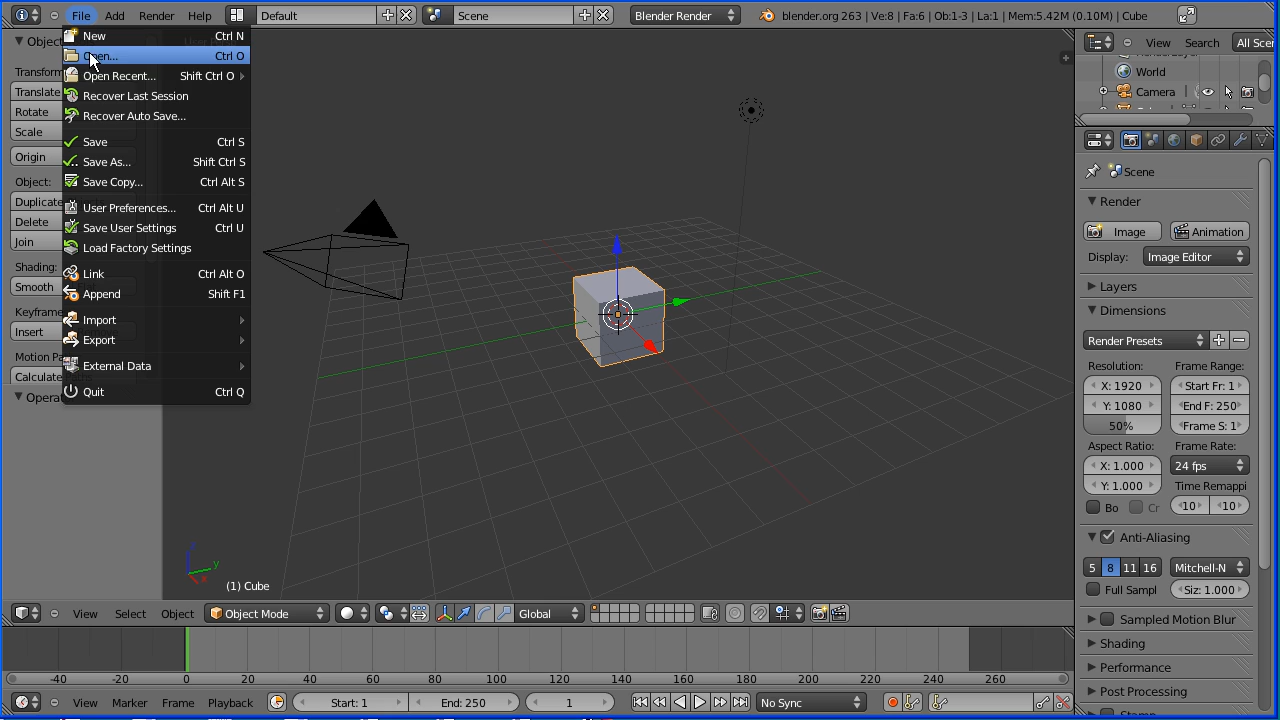 File Add Render Help Default Scene Blender Render blender.org 263 | Ve:8 | Fa:6 | Ob:1-3 | La:1 | Mem:5.42M (0.10M) | Cube
New Ctrl N
Open... Ctrl O
Open Recent... Shift Ctrl O
Recover Last Session
Recover Auto Save...
Save Ctrl S
Save As... Shift Ctrl S
Save Copy... Ctrl Alt S
User Preferences... Ctrl Alt U
Save User Settings Ctrl U
Load Factory Settings
Link Ctrl Alt O
Append Shift F1
Import
Export
External Data
Quit Ctrl Q
Transform
Translate
Rotate
Scale
Origin
Object:
Duplicate
Delete
Join
Shading:
Smooth
Keyframe
Insert
Motion Pa
Calculate
Opera
z
y
x
(1) Cube
View Select Object Object Mode Global
-40 -20 0 20 40 60 80 100 120 140 160 180 200 220 240 260
View Marker Frame Playback Start: 1 End: 250 1 No Sync
View Search All Scen
World
Camera
Scene
Render
Image Animation
Display: Image Editor
Layers
Dimensions
Render Presets
Resolution: Frame Range:
X: 1920 Start Fr: 1
Y: 1080 End F: 250
50% Frame S: 1
Aspect Ratio: Frame Rate:
X: 1.000 24 fps
Y: 1.000 Time Remappi
Bo Cr 10 10
Anti-Aliasing
5 8 11 16 Mitchell-N
Full Sampl Siz: 1.000
Sampled Motion Blur
Shading
Performance
Post Processing
Stamp